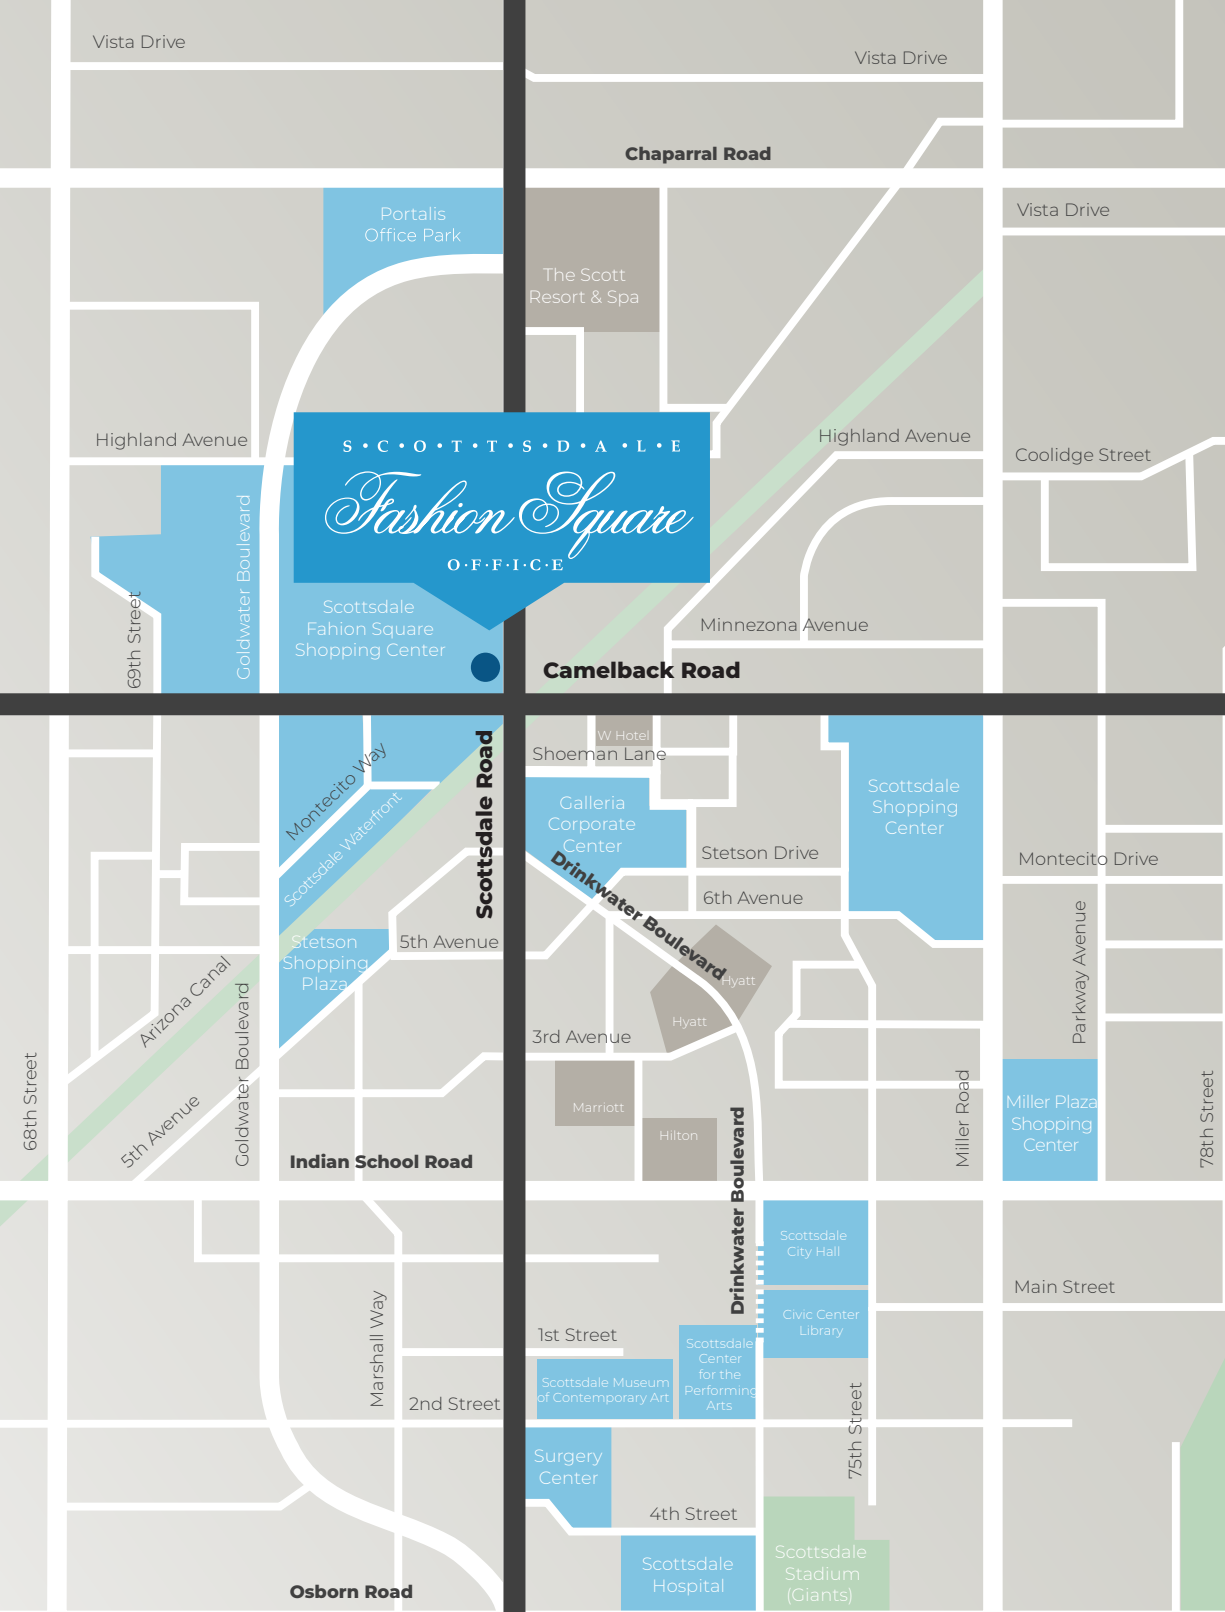 Vista Drive
Vista Drive
Chaparral Road
Portalis
Office Park
Vista Drive
The Scott
Resort & Spa
Highland Avenue
S•C•O•T•T•S•D•A•L•E
Fashion Square
O·F·F·I·C·E
Highland Avenue
Coolidge Street
Goldwater Boulevard
69th Street
Scottsdale
Fahion Square
Shopping Center
Minnezona Avenue
Camelback Road
Scottsdale Road
W Hotel
Shoeman Lane
Montecito Way
Scottsdale Waterfront
Galleria
Corporate
Center
Scottsdale
Shopping
Center
Stetson Drive
Montecito Drive
Drinkwater Boulevard
6th Avenue
Parkway Avenue
Stetson
Shopping
Plaza
5th Avenue
Arizona Canal
Hyatt
Hyatt
Goldwater Boulevard
3rd Avenue
68th Street
5th Avenue
Marriott
Hilton
Miller Road
Miller Plaza
Shopping
Center
78th Street
Indian School Road
Drinkwater Boulevard
Scottsdale
City Hall
Main Street
Civic Center
Library
Marshall Way
1st Street
Scottsdale
Center
for the
Performing
Arts
Scottsdale Museum
of Contemporary Art
2nd Street
75th Street
Surgery
Center
4th Street
Scottsdale
Hospital
Scottsdale
Stadium
(Giants)
Osborn Road